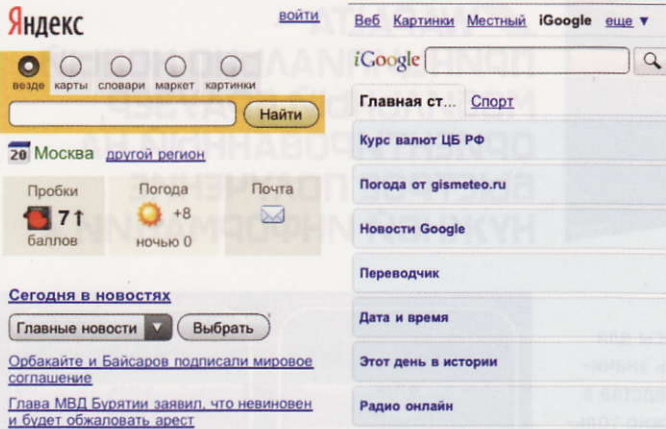 Яндекс
войти
везде карты словари маркет картинки
Найти
20 Москва другой регион
Пробки
7↑
баллов
Погода
+8
ночью 0
Почта
Сегодня в новостях
Главные новости ▼ Выбрать
Орбакайте и Байсаров подписали мировое
соглашение
Глава МВД Бурятии заявил, что невиновен
и будет обжаловать арест
Веб Картинки Местный iGoogle еще ▼
iGoogle
Главная ст... Спорт
Курс валют ЦБ РФ
Погода от gismeteo.ru
Новости Google
Переводчик
Дата и время
Этот день в истории
Радио онлайн